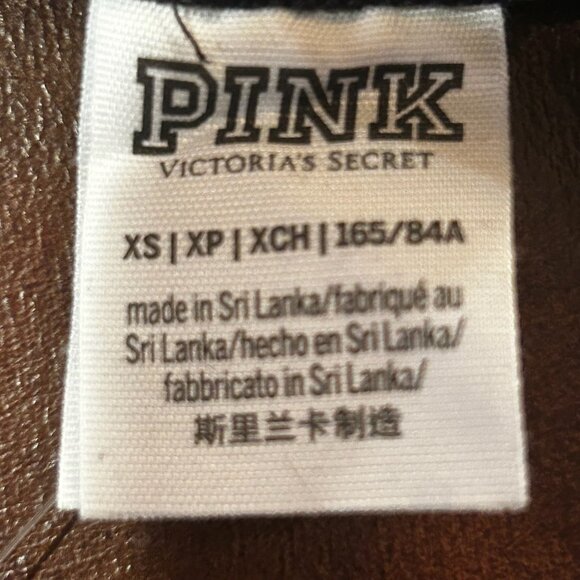 PINK
VICTORIA'S SECRET
XS | XP | XCH | 165/84A
made in Sri Lanka/fabriqué au
Sri Lanka/hecho en Sri Lanka/
fabbricato in Sri Lanka/
斯里兰卡制造